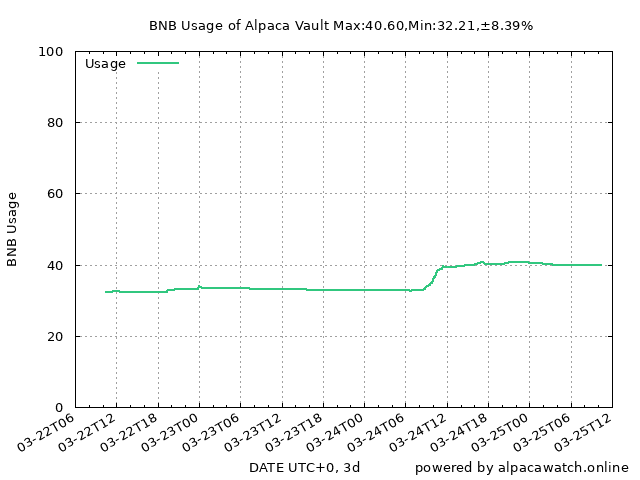 BNB Usage of Alpaca Vault Max:40.60,Min:32.21,±8.39%
Usage
BNB Usage
100
80
60
40
20
0
03-22T06
03-22T12
03-22T18
03-23T00
03-23T06
03-23T12
03-23T18
03-24T00
03-24T06
03-24T12
03-24T18
03-25T00
03-25T06
03-25T12
DATE UTC+0, 3d
powered by alpacawatch.online